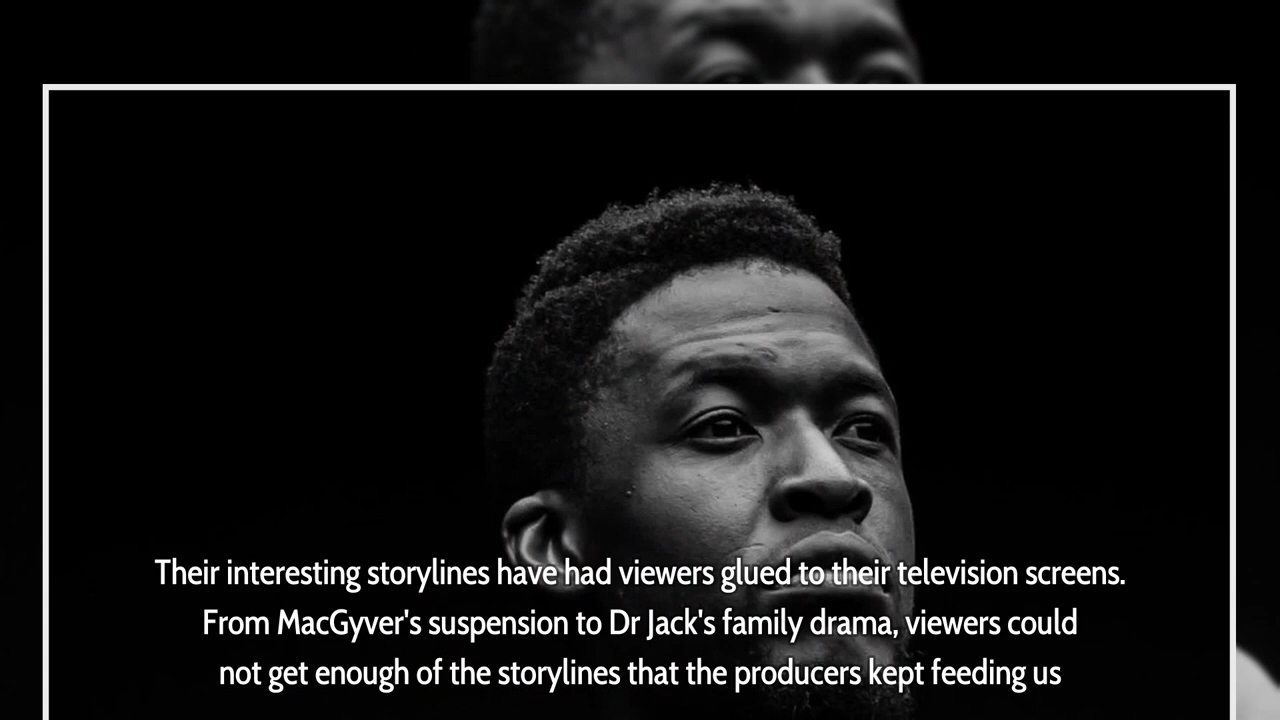 Their interesting storylines have had viewers glued to their television screens.
From MacGyver's suspension to Dr Jack's family drama, viewers could
not get enough of the storylines that the producers kept feeding us